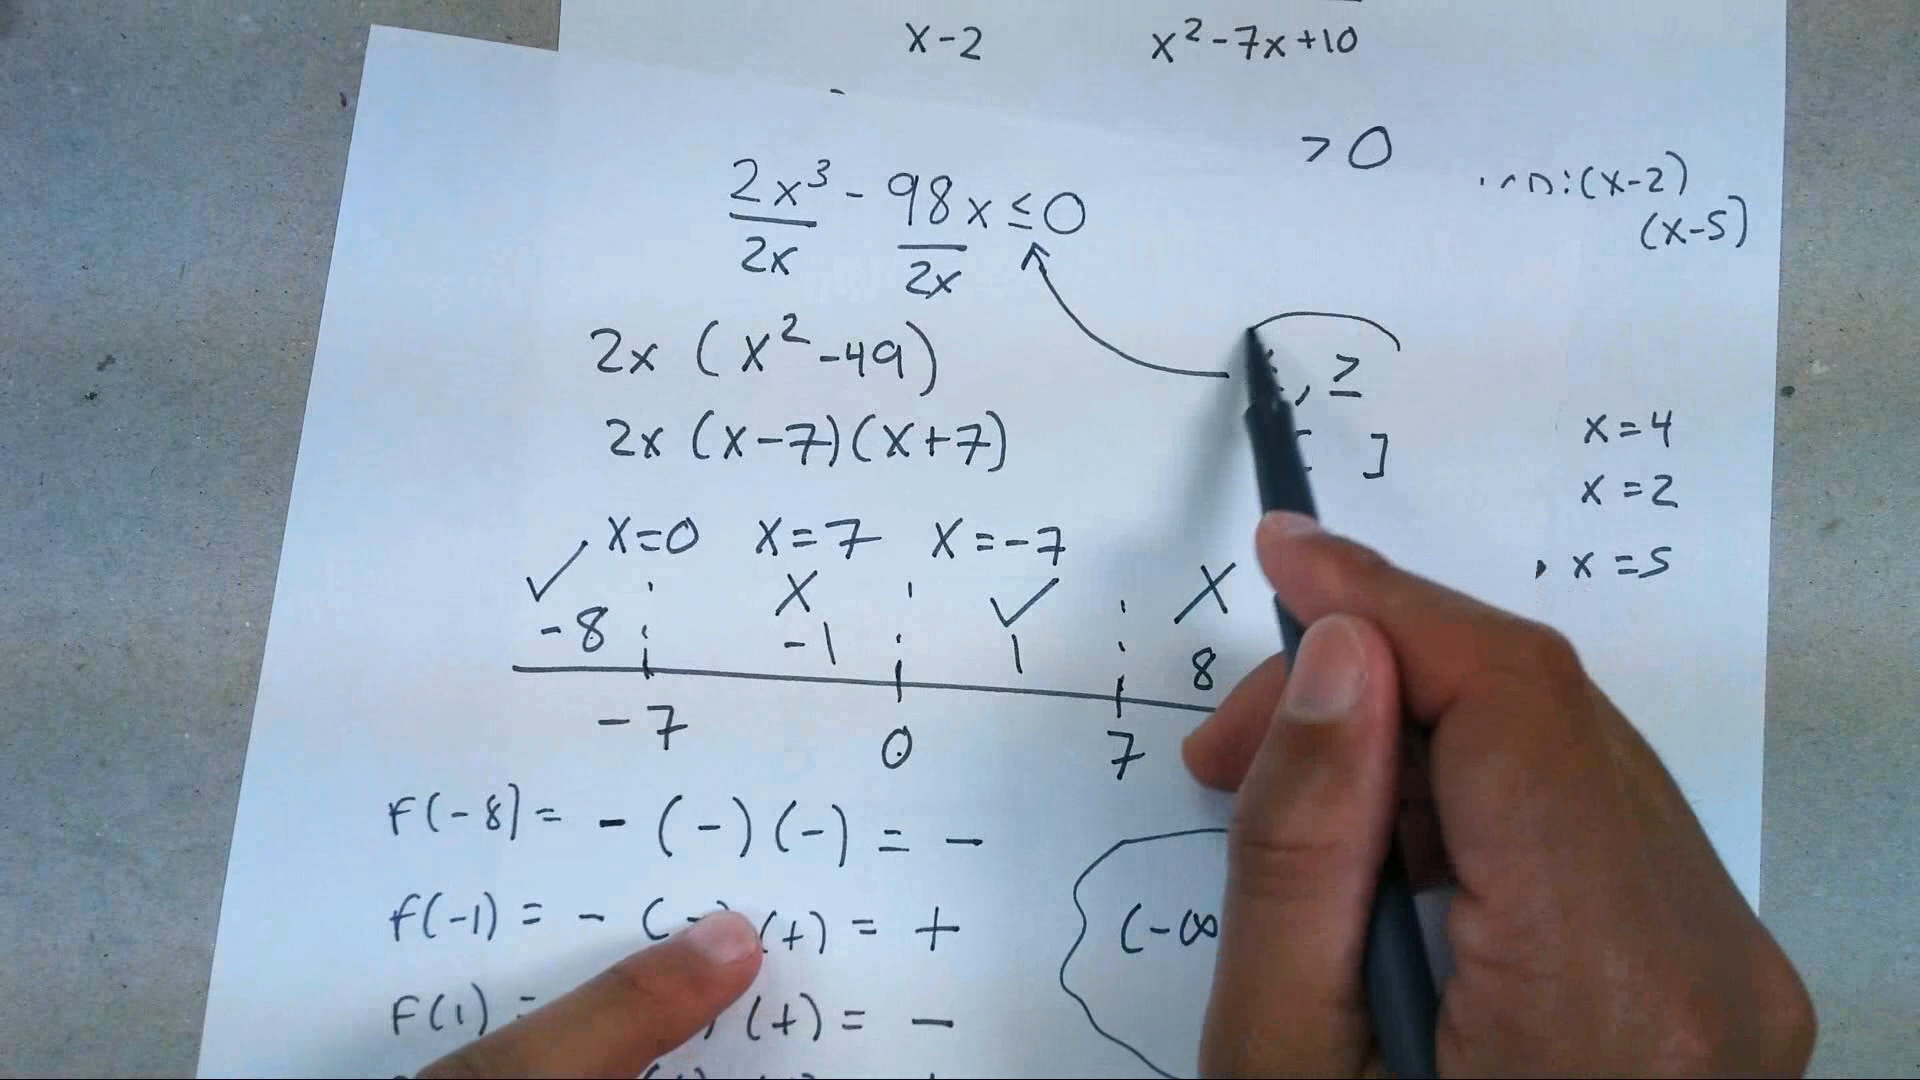 x-2
x²-7x+10
>0
2x³ - 98x ≤ 0
2x 2x
(x-2)
(x-5)
2x (x²-49)
, ≥
2x (x-7)(x+7)
]
x=4
x=2
x=5
x=0 x=7 x=-7
✓ X ✓ X
-8 -1 1 8
-7 0 7
F(-8) = - (-)(-) = -
F(-1) = - (-)(+) = +
F(1) = (+) = -
(-∞